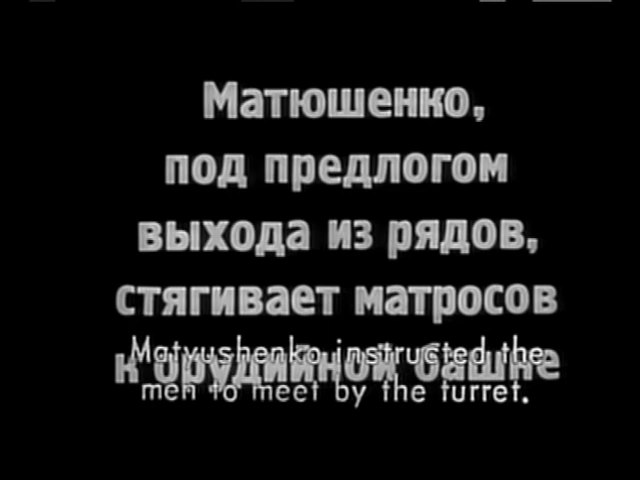 Матюшенко,
под предлогом
выхода из рядов,
стягивает матросов
к орудийной башне
Matyushenko instructed the
men to meet by the turret.